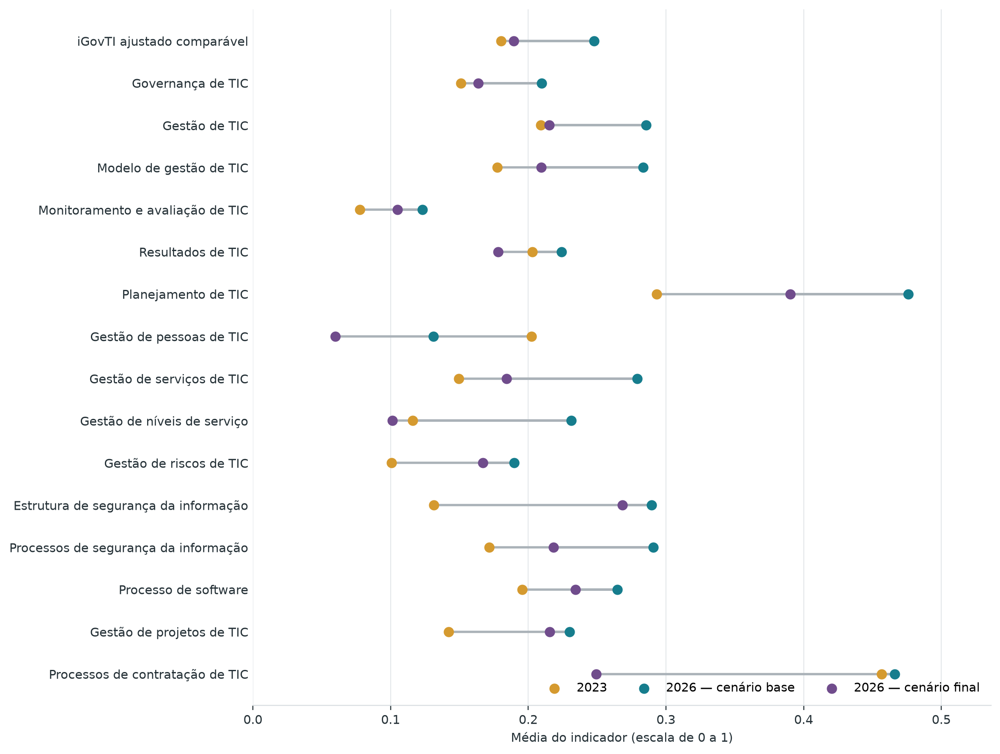 iGovTI ajustado comparável
Governança de TIC
Gestão de TIC
Modelo de gestão de TIC
Monitoramento e avaliação de TIC
Resultados de TIC
Planejamento de TIC
Gestão de pessoas de TIC
Gestão de serviços de TIC
Gestão de níveis de serviço
Gestão de riscos de TIC
Estrutura de segurança da informação
Processos de segurança da informação
Processo de software
Gestão de projetos de TIC
Processos de contratação de TIC
2023 2026 — cenário base 2026 — cenário final
0.0 0.1 0.2 0.3 0.4 0.5
Média do indicador (escala de 0 a 1)